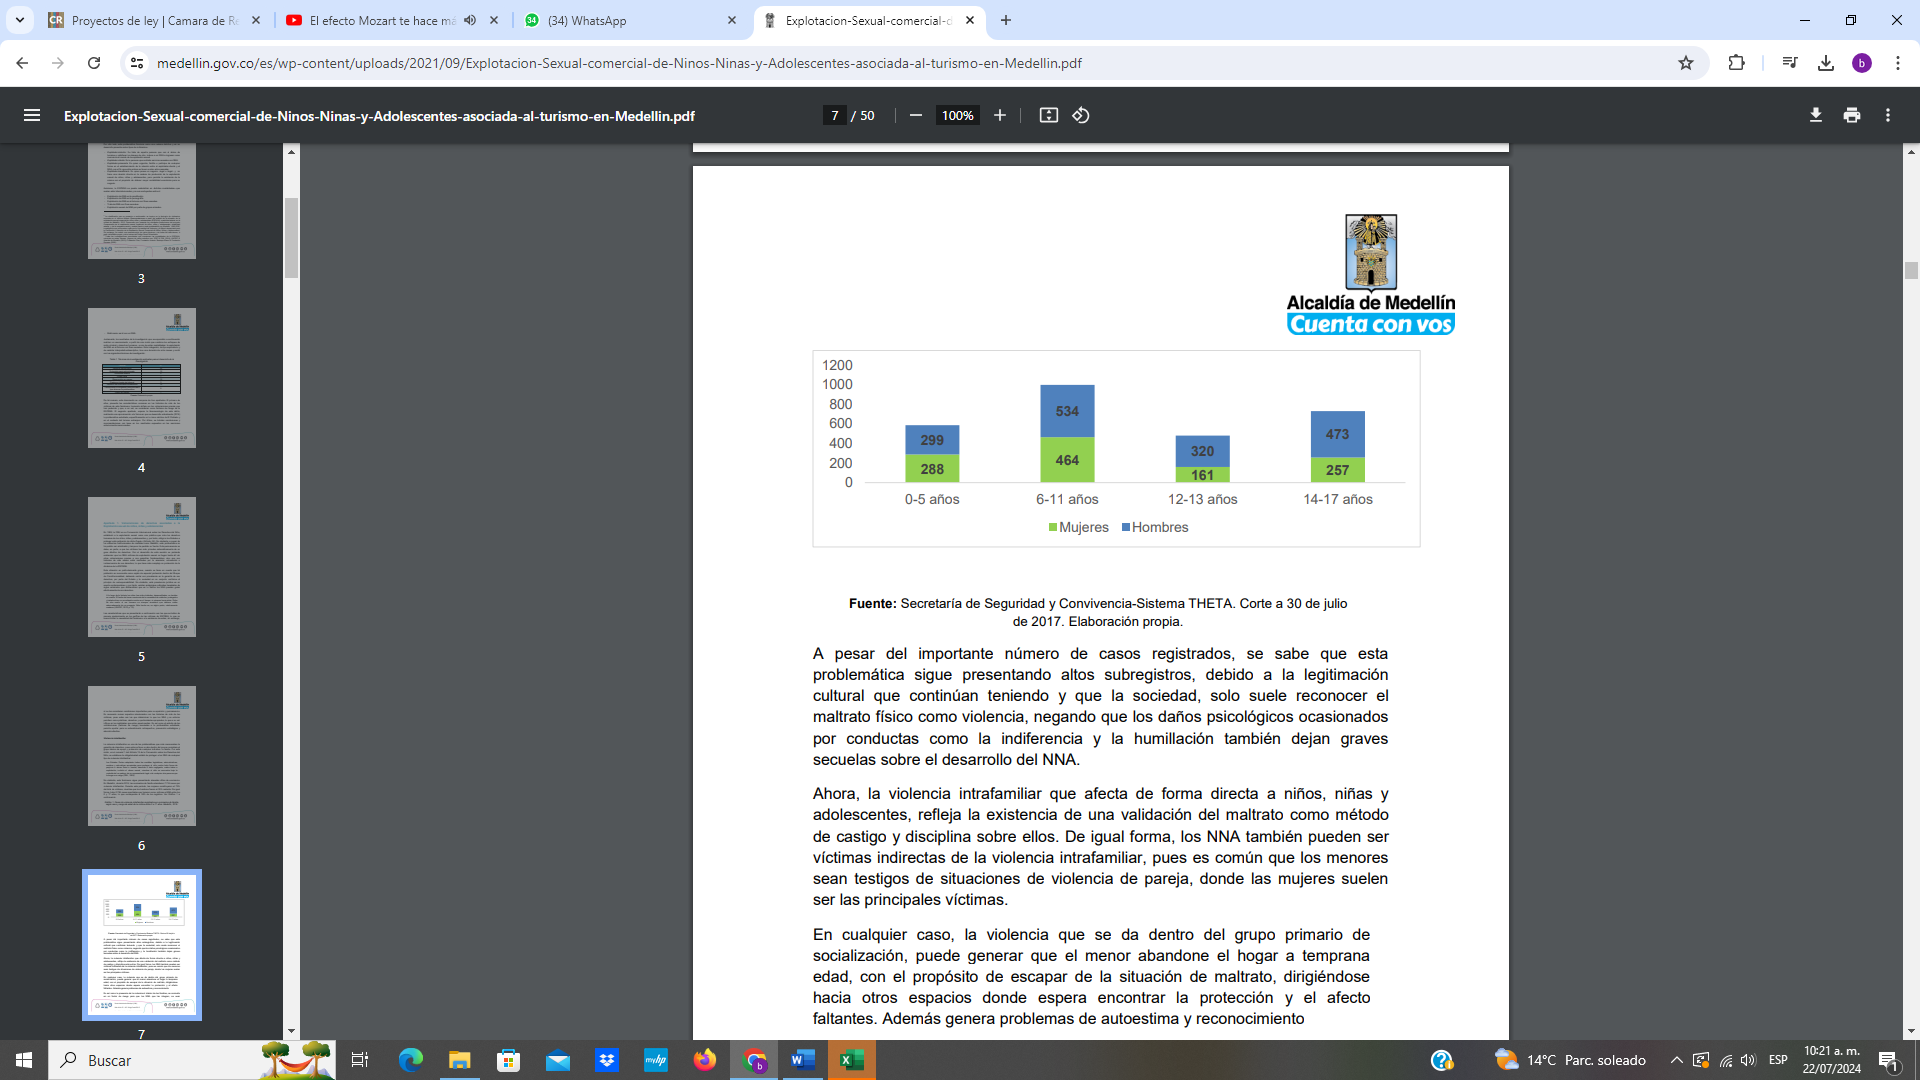 Proyectos de ley | Camara de Re
El efecto Mozart te hace má
(34) WhatsApp
Explotacion-Sexual-comercial-d
medellin.gov.co/es/wp-content/uploads/2021/09/Explotacion-Sexual-comercial-de-Ninos-Ninas-y-Adolescentes-asociada-al-turismo-en-Medellin.pdf
b
Explotacion-Sexual-comercial-de-Ninos-Ninas-y-Adolescentes-asociada-al-turismo-en-Medellin.pdf
7 / 50
100%
3
4
5
6
7
Alcaldía de Medellín
Cuenta con vos
1200
1000
800
600
400
200
0
299
288
534
464
320
161
473
257
0-5 años
6-11 años
12-13 años
14-17 años
Mujeres
Hombres
Fuente: Secretaría de Seguridad y Convivencia-Sistema THETA. Corte a 30 de julio
de 2017. Elaboración propia.
A pesar del importante número de casos registrados, se sabe que esta
problemática sigue presentando altos subregistros, debido a la legitimación
cultural que continúan teniendo y que la sociedad, solo suele reconocer el
maltrato físico como violencia, negando que los daños psicológicos ocasionados
por conductas como la indiferencia y la humillación también dejan graves
secuelas sobre el desarrollo del NNA.
Ahora, la violencia intrafamiliar que afecta de forma directa a niños, niñas y
adolescentes, refleja la existencia de una validación del maltrato como método
de castigo y disciplina sobre ellos. De igual forma, los NNA también pueden ser
víctimas indirectas de la violencia intrafamiliar, pues es común que los menores
sean testigos de situaciones de violencia de pareja, donde las mujeres suelen
ser las principales víctimas.
En cualquier caso, la violencia que se da dentro del grupo primario de
socialización, puede generar que el menor abandone el hogar a temprana
edad, con el propósito de escapar de la situación de maltrato, dirigiéndose
hacia otros espacios donde espera encontrar la protección y el afecto
faltantes. Además genera problemas de autoestima y reconocimiento
Buscar
14°C Parc. soleado
ESP
10:21 a. m.
22/07/2024
1